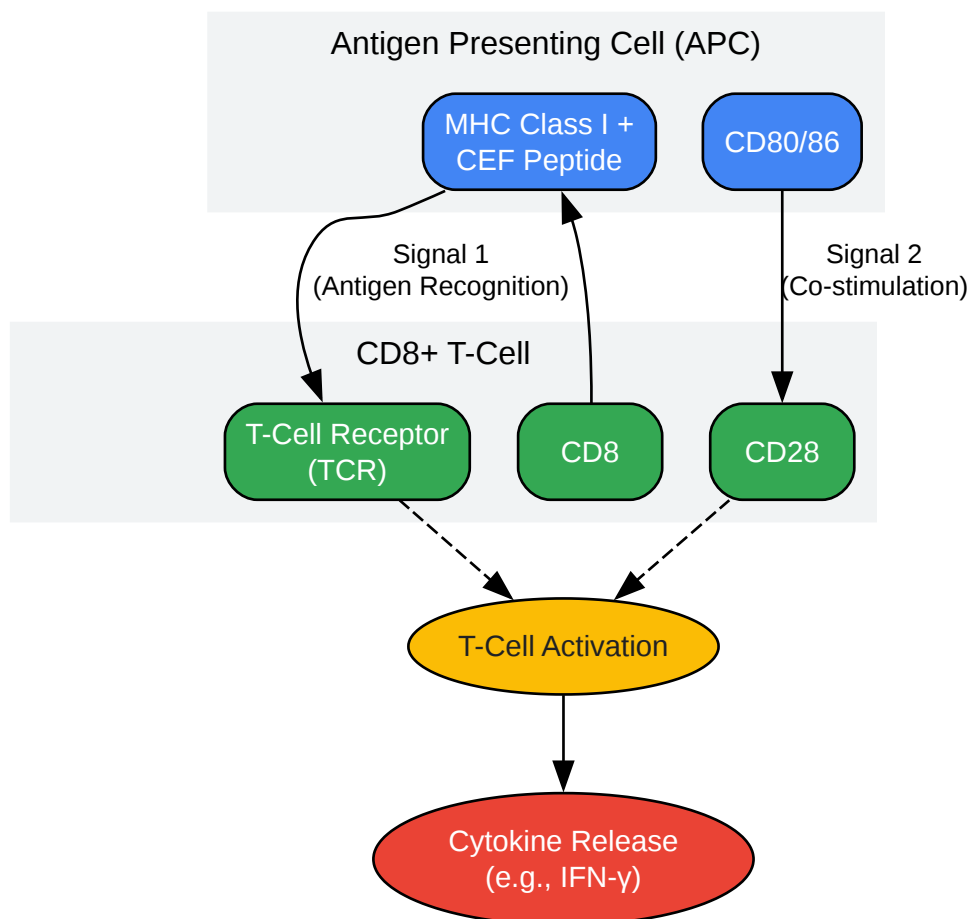 Antigen Presenting Cell (APC)
MHC Class I +
CEF Peptide
CD80/86
Signal 1
(Antigen Recognition)
Signal 2
(Co-stimulation)
CD8+ T-Cell
T-Cell Receptor
(TCR)
CD8
CD28
T-Cell Activation
Cytokine Release
(e.g., IFN-γ)